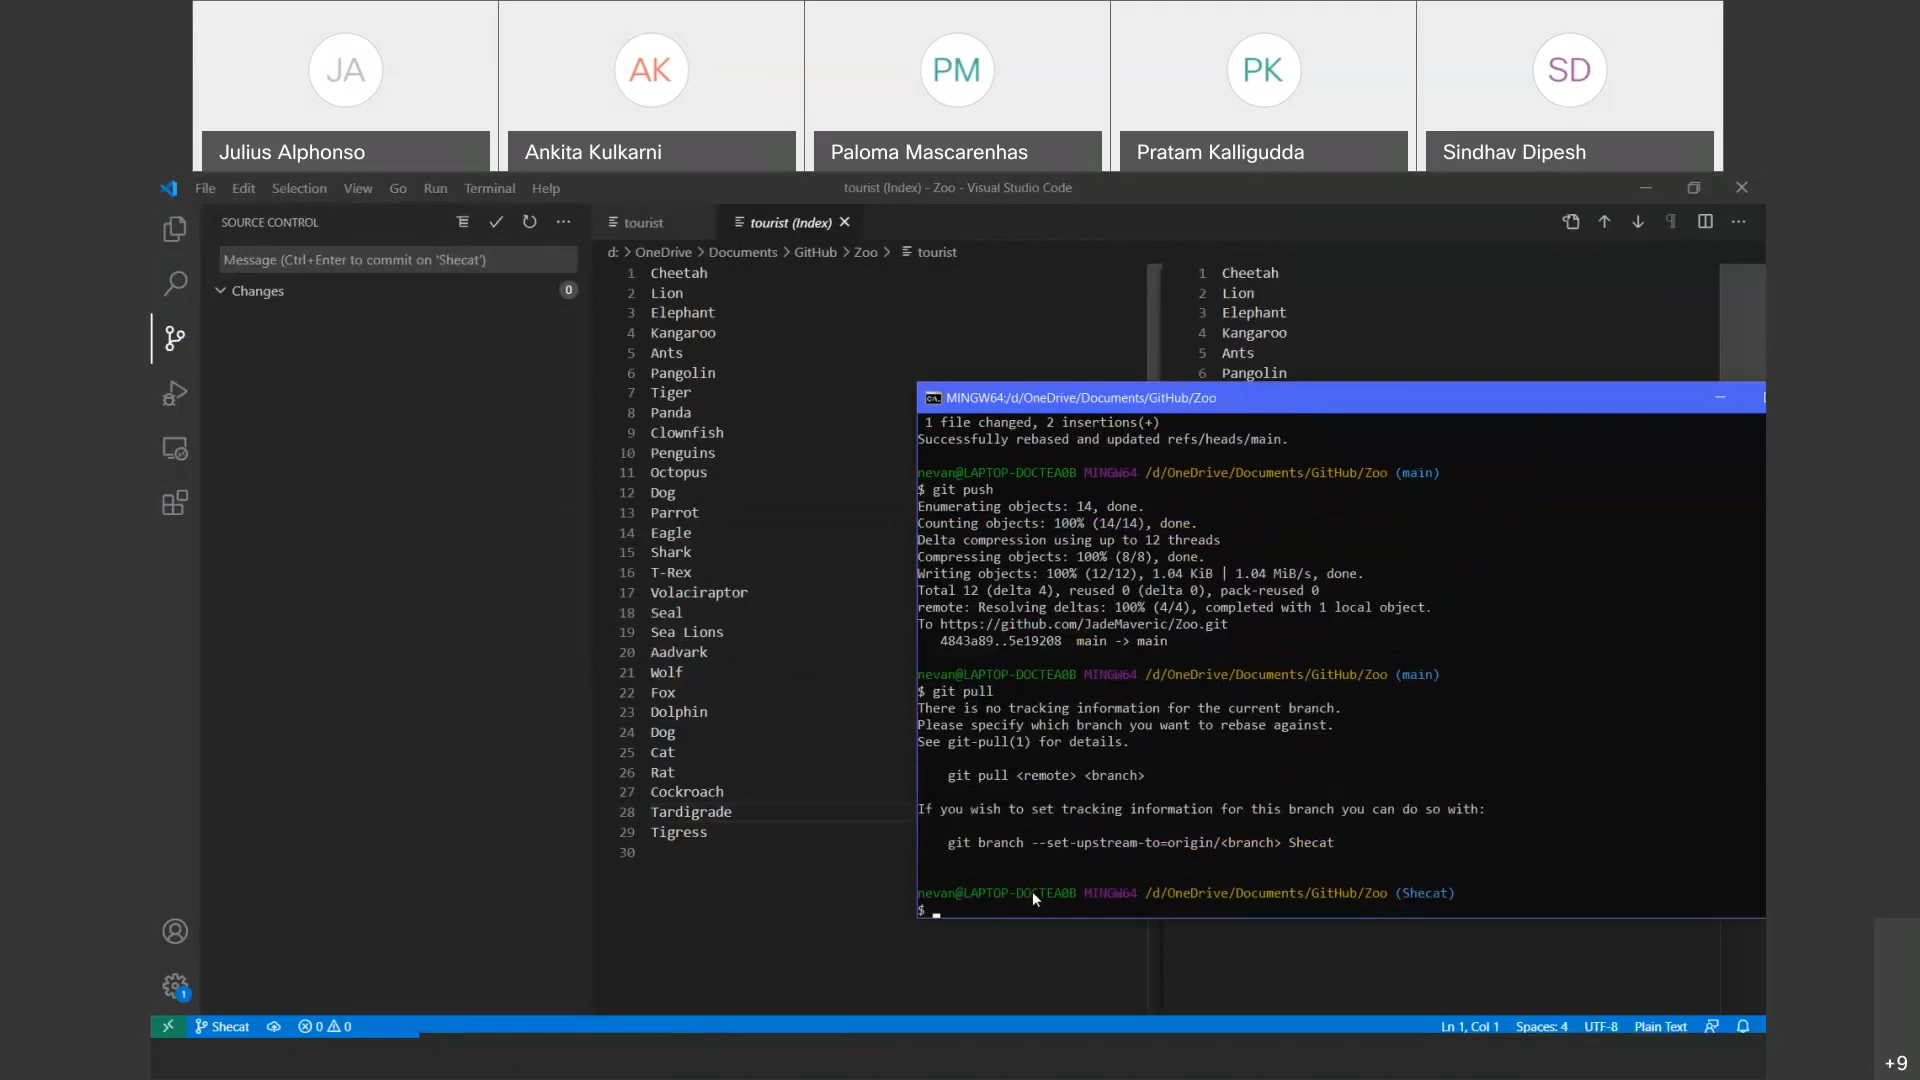 JA
AK
PM
PK
SD
Julius Alphonso
Ankita Kulkarni
Paloma Mascarenhas
Pratam Kalligudda
Sindhav Dipesh
File Edit Selection View Go Run Terminal Help
tourist (Index) - Zoo - Visual Studio Code
SOURCE CONTROL
tourist
tourist (Index)
Message (Ctrl+Enter to commit on 'Shecat')
Changes
0
d: > OneDrive > Documents > GitHub > Zoo > tourist
1 Cheetah
2 Lion
3 Elephant
4 Kangaroo
5 Ants
6 Pangolin
7 Tiger
8 Panda
9 Clownfish
10 Penguins
11 Octopus
12 Dog
13 Parrot
14 Eagle
15 Shark
16 T-Rex
17 Volaciraptor
18 Seal
19 Sea Lions
20 Aadvark
21 Wolf
22 Fox
23 Dolphin
24 Dog
25 Cat
26 Rat
27 Cockroach
28 Tardigrade
29 Tigress
30
1 Cheetah
2 Lion
3 Elephant
4 Kangaroo
5 Ants
6 Pangolin
MINGW64:/d/OneDrive/Documents/GitHub/Zoo
1 file changed, 2 insertions(+)
Successfully rebased and updated refs/heads/main.
nevan@LAPTOP-DOCTEA0B MINGW64 /d/OneDrive/Documents/GitHub/Zoo (main)
$ git push
Enumerating objects: 14, done.
Counting objects: 100% (14/14), done.
Delta compression using up to 12 threads
Compressing objects: 100% (8/8), done.
Writing objects: 100% (12/12), 1.04 KiB | 1.04 MiB/s, done.
Total 12 (delta 4), reused 0 (delta 0), pack-reused 0
remote: Resolving deltas: 100% (4/4), completed with 1 local object.
To https://github.com/JadeMaveric/Zoo.git
4843a89..5e19208 main -> main
nevan@LAPTOP-DOCTEA0B MINGW64 /d/OneDrive/Documents/GitHub/Zoo (main)
$ git pull
There is no tracking information for the current branch.
Please specify which branch you want to rebase against.
See git-pull(1) for details.
git pull <remote> <branch>
If you wish to set tracking information for this branch you can do so with:
git branch --set-upstream-to=origin/<branch> Shecat
nevan@LAPTOP-DOCTEA0B MINGW64 /d/OneDrive/Documents/GitHub/Zoo (Shecat)
$
1
Shecat
0 0
Ln 1, Col 1
Spaces: 4
UTF-8
Plain Text
+9